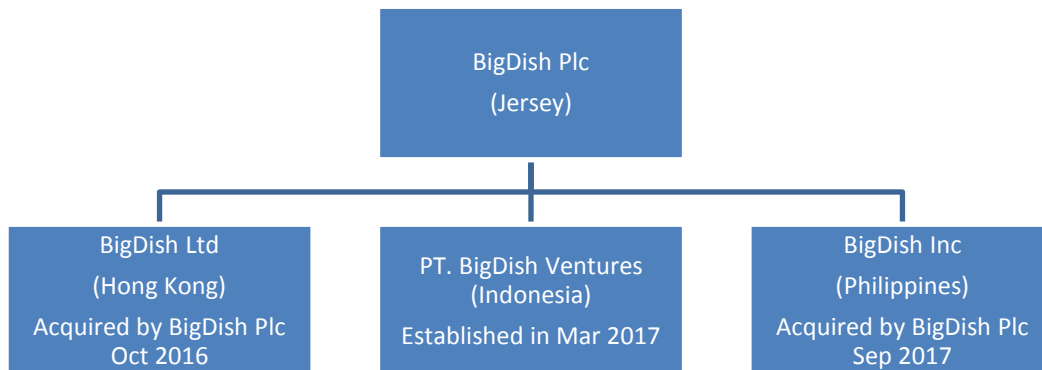 BigDish Plc
(Jersey)
BigDish Ltd
(Hong Kong)
Acquired by BigDish Plc
Oct 2016
PT. BigDish Ventures
(Indonesia)
Established in Mar 2017
BigDish Inc
(Philippines)
Acquired by BigDish Plc
Sep 2017